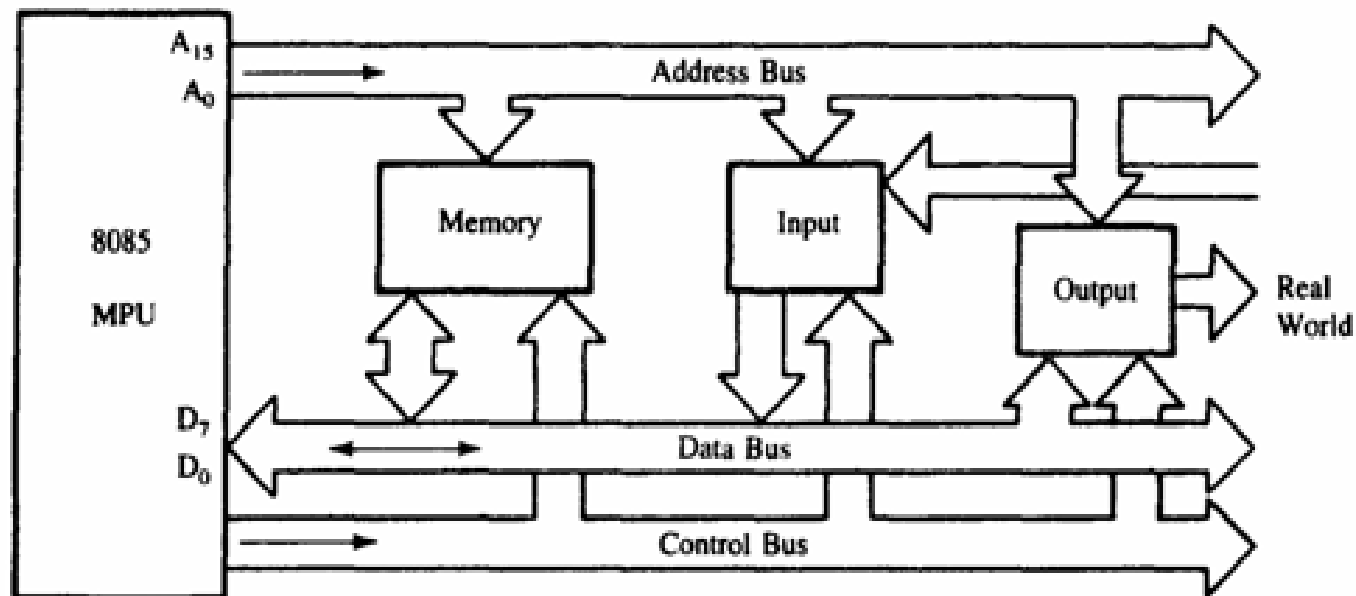 A15
A0
Address Bus
8085
MPU
Memory
Input
Output
Real
World
D7
D0
Data Bus
Control Bus